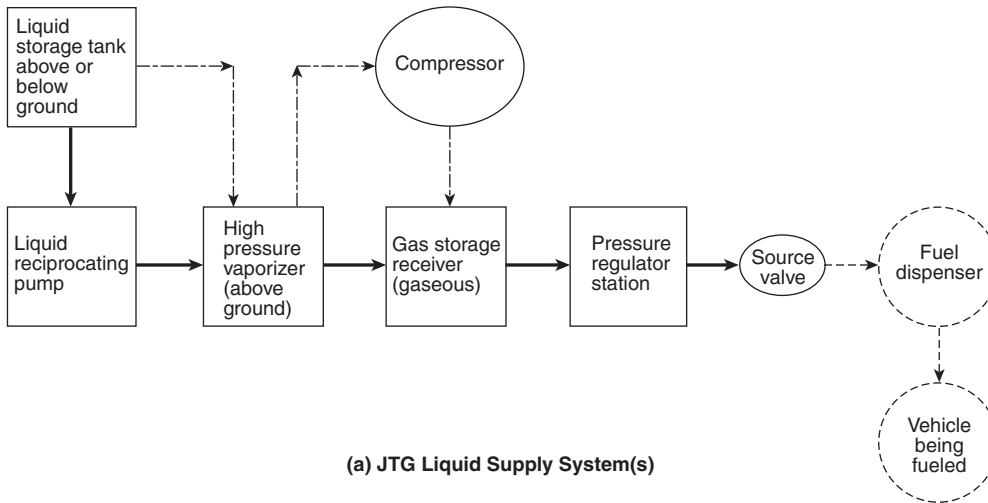 Liquid
storage tank
above or
below
ground
Compressor
Liquid
reciprocating
pump
High
pressure
vaporizer
(above
ground)
Gas storage
receiver
(gaseous)
Pressure
regulator
station
Source
valve
Fuel
dispenser
Vehicle
being
fueled
(a) JTG Liquid Supply System(s)